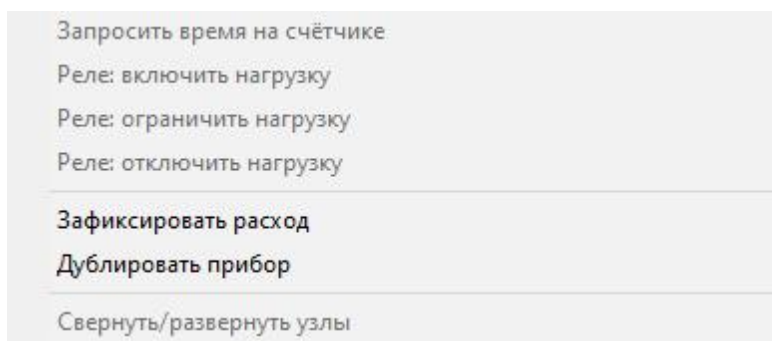 Запросить время на счётчике
Реле: включить нагрузку
Реле: ограничить нагрузку
Реле: отключить нагрузку
Зафиксировать расход
Дублировать прибор
Свернуть/развернуть узлы